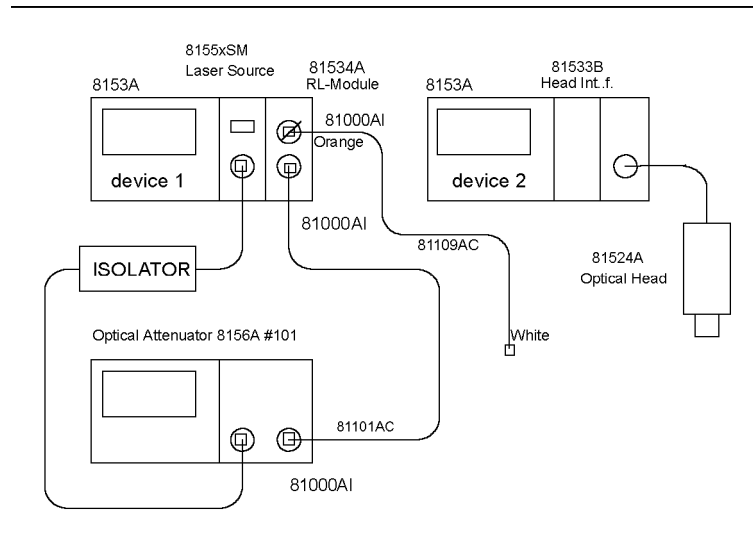 8155xSM
Laser Source
81534A
RL-Module
8153A
81000AI
Orange
device 1
81000AI
8153A
81533B
Head Int..f.
device 2
81109AC
81524A
Optical Head
ISOLATOR
White
Optical Attenuator 8156A #101
81101AC
81000AI